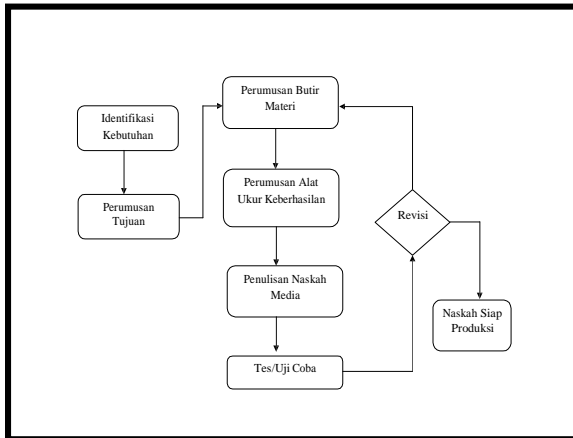 Identifikasi
Kebutuhan
Perumusan
Tujuan
Perumusan Butir
Materi
Perumusan Alat
Ukur Keberhasilan
Penulisan Naskah
Media
Tes/Uji Coba
Revisi
Naskah Siap
Produksi